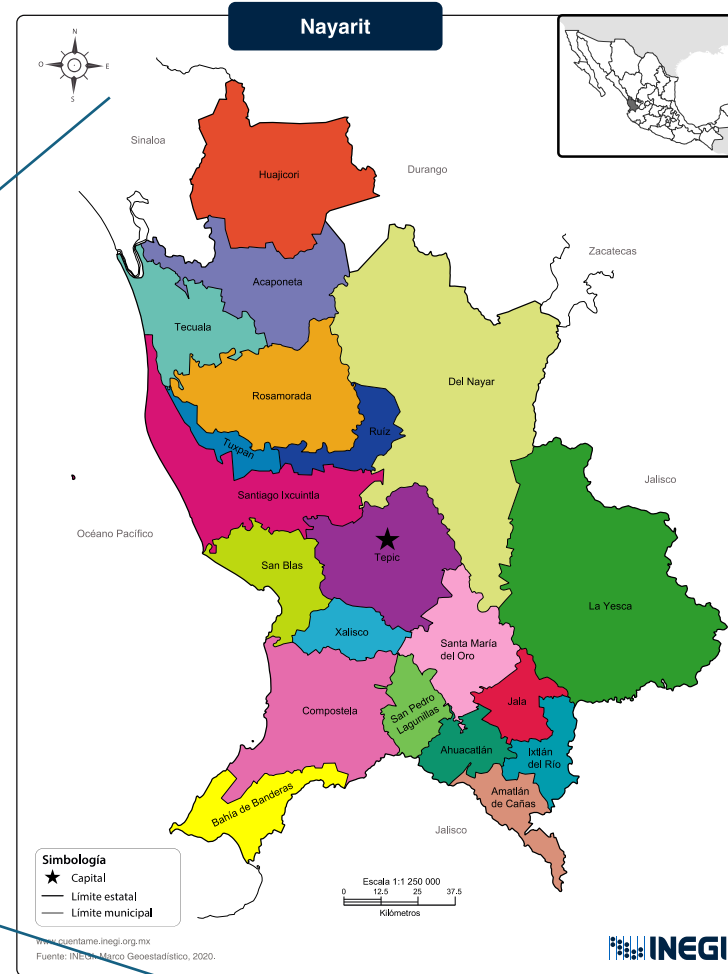 Nayarit
N
O
E
S
Sinaloa
Durango
Huajicori
Zacatecas
Acaponeta
Tecuala
Del Nayar
Rosamorada
Ruíz
Tuxpan
Jalisco
Santiago Ixcuintla
Océano Pacífico
Tepic
San Blas
La Yesca
Xalisco
Santa María
del Oro
Jala
San Pedro
Lagunillas
Compostela
Ahuacatlán
Ixtlán
del Río
Amatlán
de Cañas
Bahía de Banderas
Jalisco
Simbología
Capital
Límite estatal
Límite municipal
Escala 1:1 250 000
0 12.5 25 37.5
Kilómetros
www.cuentame.inegi.org.mx
Fuente: INEGI. Marco Geoestadístico, 2020.
INEGI